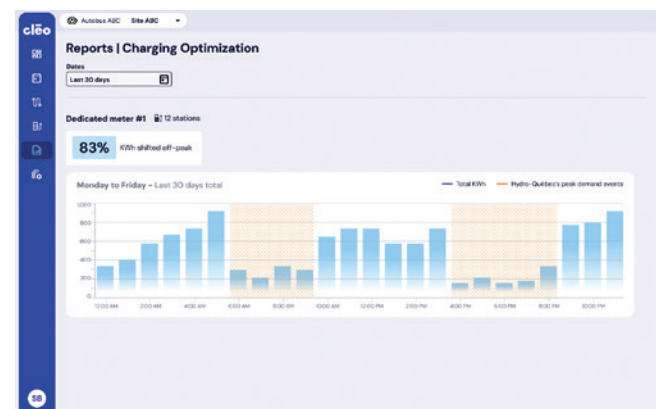 clēo
Autobus ABC Site ABC
Reports | Charging Optimization
Dates
Last 30 days
Dedicated meter #1 12 stations
83% KWh shifted off-peak
Monday to Friday – Last 30 days total
Total KWh Hydro-Québec's peak demand events
1,000
800
600
400
200
0
12:00 AM 2:00 AM 4:00 AM 6:00 AM 8:00 AM 10:00 AM 12:00 PM 2:00 PM 4:00 PM 6:00 PM 8:00 PM 10:00 PM
SB